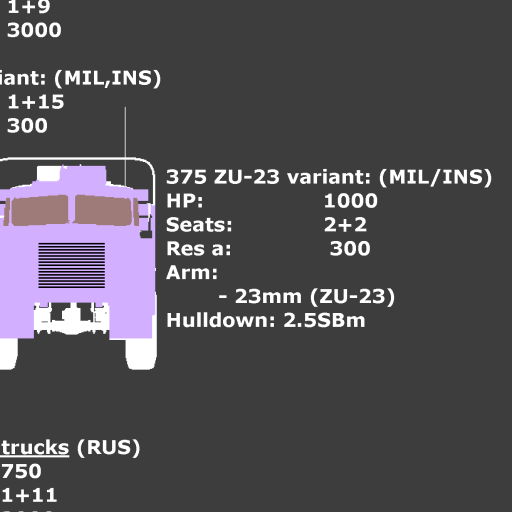 1+9
3000
iant: (MIL,INS)
1+15
300
375 ZU-23 variant: (MIL/INS)
HP: 1000
Seats: 2+2
Res a: 300
Arm:
- 23mm (ZU-23)
Hulldown: 2.5SBm
trucks (RUS)
750
1+11